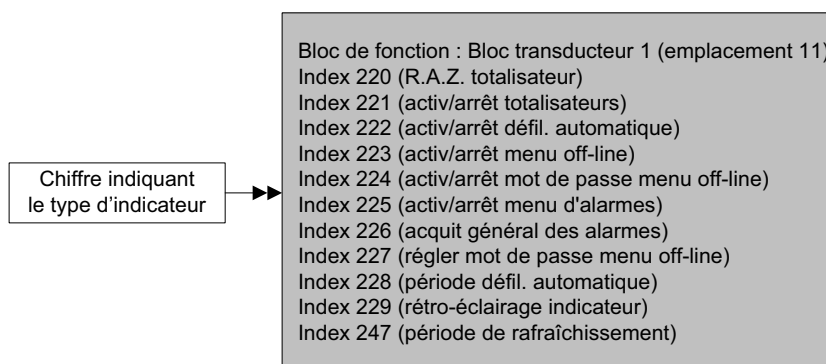 Bloc de fonction : Bloc transducteur 1 (emplacement 11)
Index 220 (R.A.Z. totalisateur)
Index 221 (activ/arrêt totalisateurs)
Index 222 (activ/arrêt défil. automatique)
Index 223 (activ/arrêt menu off-line)
Index 224 (activ/arrêt mot de passe menu off-line)
Index 225 (activ/arrêt menu d'alarmes)
Index 226 (acquit général des alarmes)
Index 227 (régler mot de passe menu off-line)
Index 228 (période défil. automatique)
Index 229 (rétro-éclairage indicateur)
Index 247 (période de rafraîchissement)
Chiffre indiquant
le type d’indicateur